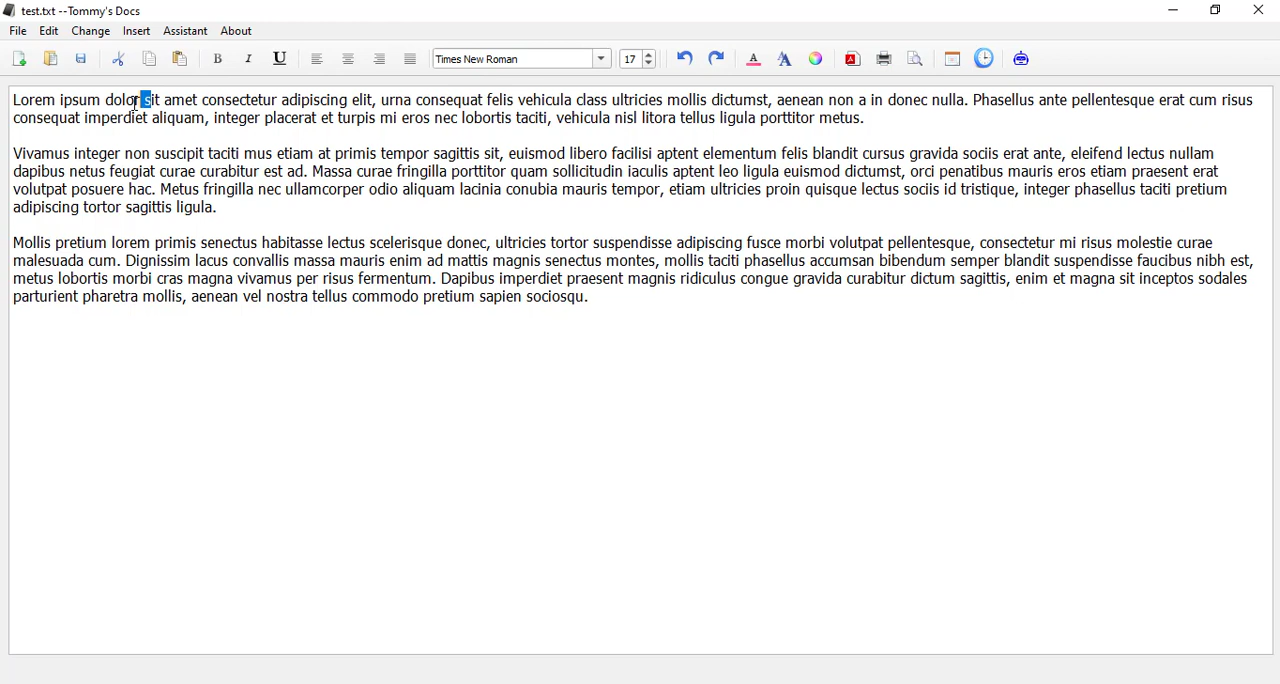 test.txt --Tommy's Docs
File Edit Change Insert Assistant About
B I U Times New Roman 17 A A
Lorem ipsum dolor sit amet consectetur adipiscing elit, urna consequat felis vehicula class ultricies mollis dictumst, aenean non a in donec nulla. Phasellus ante pellentesque erat cum risus
consequat imperdiet aliquam, integer placerat et turpis mi eros nec lobortis taciti, vehicula nisl litora tellus ligula porttitor metus.
Vivamus integer non suscipit taciti mus etiam at primis tempor sagittis sit, euismod libero facilisi aptent elementum felis blandit cursus gravida sociis erat ante, eleifend lectus nullam
dapibus netus feugiat curae curabitur est ad. Massa curae fringilla porttitor quam sollicitudin iaculis aptent leo ligula euismod dictumst, orci penatibus mauris eros etiam praesent erat
volutpat posuere hac. Metus fringilla nec ullamcorper odio aliquam lacinia conubia mauris tempor, etiam ultricies proin quisque lectus sociis id tristique, integer phasellus taciti pretium
adipiscing tortor sagittis ligula.
Mollis pretium lorem primis senectus habitasse lectus scelerisque donec, ultricies tortor suspendisse adipiscing fusce morbi volutpat pellentesque, consectetur mi risus molestie curae
malesuada cum. Dignissim lacus convallis massa mauris enim ad mattis magnis senectus montes, mollis taciti phasellus accumsan bibendum semper blandit suspendisse faucibus nibh est,
metus lobortis morbi cras magna vivamus per risus fermentum. Dapibus imperdiet praesent magnis ridiculus congue gravida curabitur dictum sagittis, enim et magna sit inceptos sodales
parturient pharetra mollis, aenean vel nostra tellus commodo pretium sapien sociosqu.